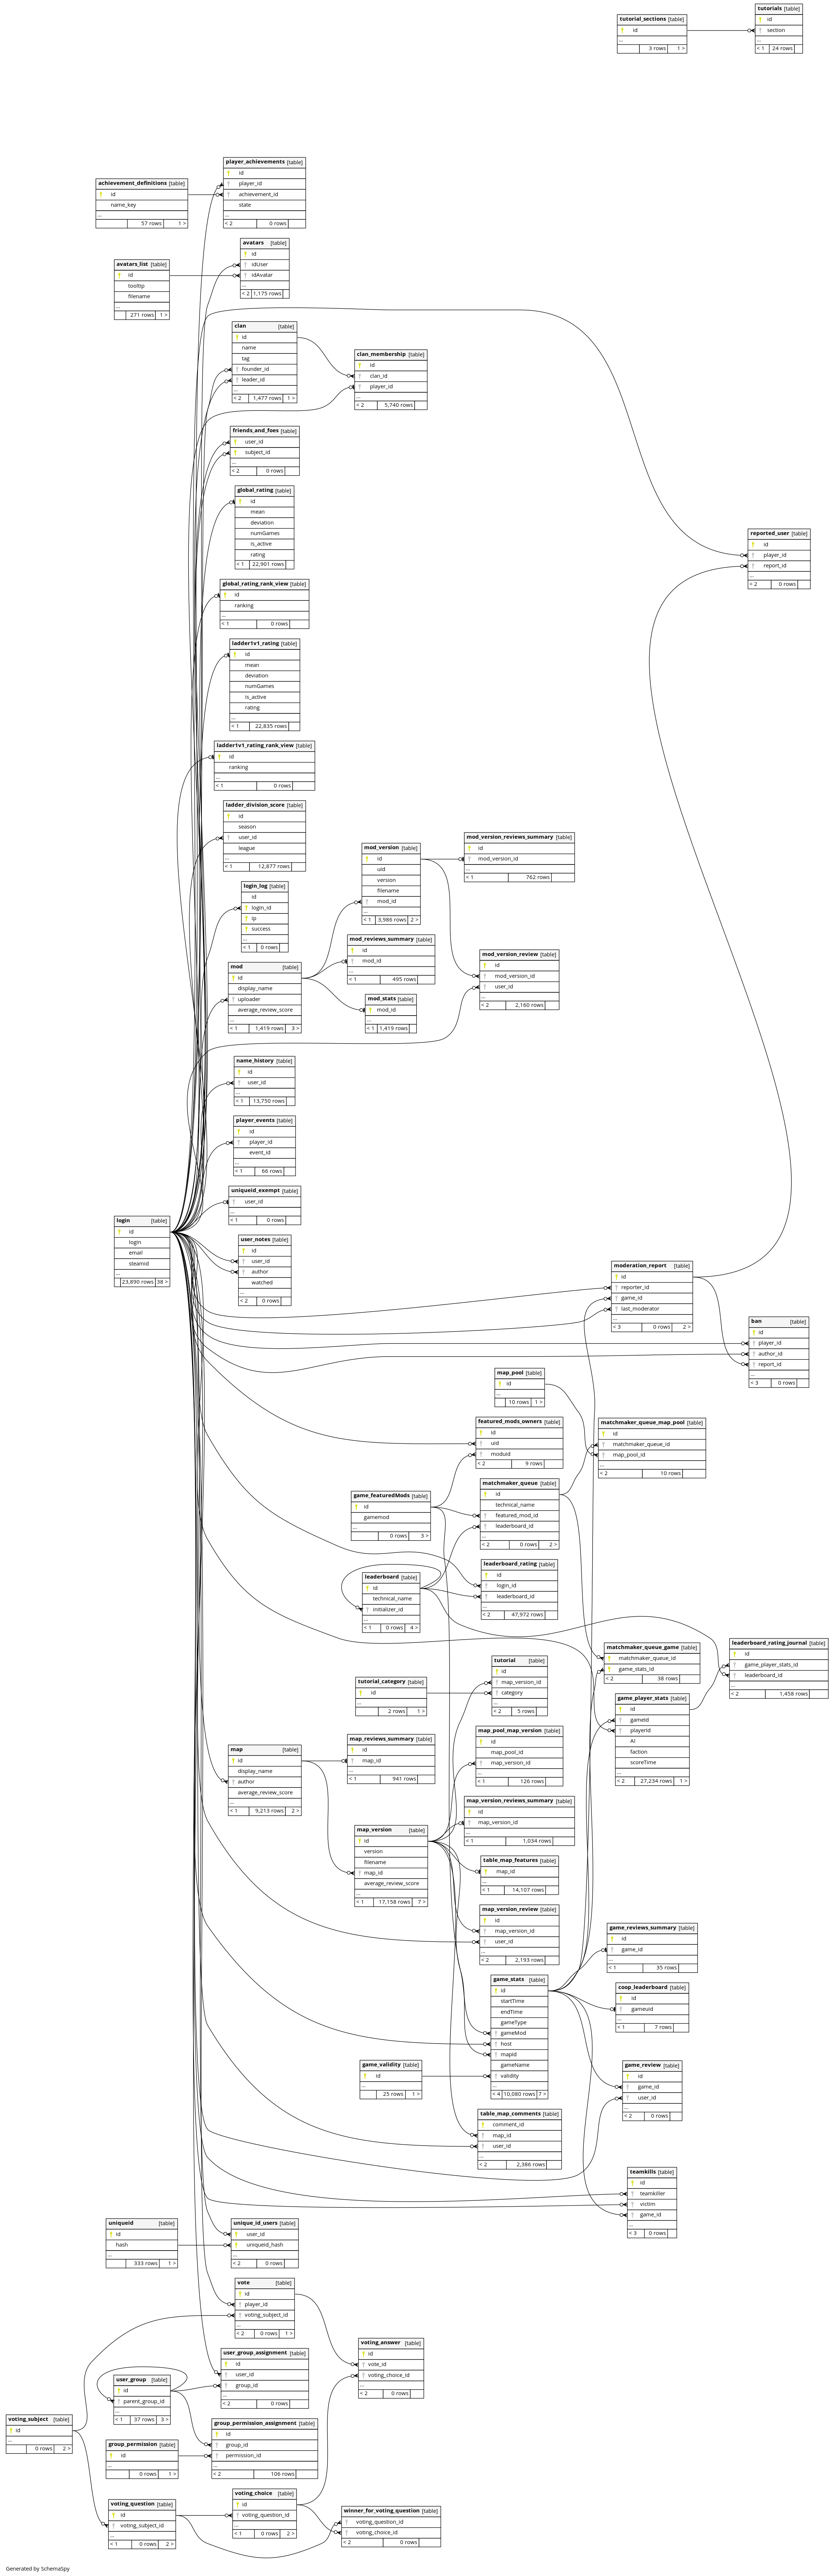 tutorials [table]
id
section
...
< 1 24 rows
tutorial_sections [table]
id
...
3 rows 1 >
player_achievements [table]
id
player_id
achievement_id
state
...
< 2 0 rows
achievement_definitions [table]
id
name_key
...
57 rows 1 >
avatars [table]
id
idUser
idAvatar
...
< 2 1,175 rows
avatars_list [table]
id
tooltip
filename
...
271 rows 1 >
clan [table]
id
name
tag
founder_id
leader_id
...
< 2 1,477 rows 1 >
clan_membership [table]
id
clan_id
player_id
...
< 2 5,740 rows
friends_and_foes [table]
user_id
subject_id
...
< 2 0 rows
global_rating [table]
id
mean
deviation
numGames
is_active
rating
< 1 22,901 rows
reported_user [table]
id
player_id
report_id
...
< 2 0 rows
global_rating_rank_view [table]
id
ranking
...
< 1 0 rows
ladder1v1_rating [table]
id
mean
deviation
numGames
is_active
rating
...
< 1 22,835 rows
ladder1v1_rating_rank_view [table]
id
ranking
...
< 1 0 rows
ladder_division_score [table]
id
season
user_id
league
...
< 1 12,877 rows
mod_version [table]
id
uid
version
filename
mod_id
...
< 1 3,986 rows 2 >
mod_version_reviews_summary [table]
id
mod_version_id
...
< 1 762 rows
login_log [table]
id
login_id
ip
success
...
< 1 0 rows
mod_reviews_summary [table]
id
mod_id
...
< 1 495 rows
mod_version_review [table]
id
mod_version_id
user_id
...
< 2 2,160 rows
mod [table]
id
display_name
uploader
average_review_score
...
< 1 1,419 rows 3 >
mod_stats [table]
mod_id
...
< 1 1,419 rows
name_history [table]
id
user_id
...
< 1 13,750 rows
player_events [table]
id
player_id
event_id
...
< 1 66 rows
uniqueid_exempt [table]
user_id
...
< 1 0 rows
login [table]
id
login
email
steamid
...
23,890 rows 38 >
user_notes [table]
id
user_id
author
watched
...
< 2 0 rows
moderation_report [table]
id
reporter_id
game_id
last_moderator
...
< 3 0 rows 2 >
ban [table]
id
player_id
author_id
report_id
...
< 3 0 rows
map_pool [table]
id
...
10 rows 1 >
featured_mods_owners [table]
id
uid
moduid
...
< 2 9 rows
matchmaker_queue_map_pool [table]
id
matchmaker_queue_id
map_pool_id
...
< 2 10 rows
matchmaker_queue [table]
id
technical_name
featured_mod_id
leaderboard_id
...
< 2 0 rows 2 >
game_featuredMods [table]
id
gamemod
...
0 rows 3 >
leaderboard_rating [table]
id
login_id
leaderboard_id
...
< 2 47,972 rows
leaderboard [table]
id
technical_name
initializer_id
...
< 1 0 rows 4 >
leaderboard_rating_journal [table]
id
game_player_stats_id
leaderboard_id
...
< 2 1,458 rows
matchmaker_queue_game [table]
matchmaker_queue_id
game_stats_id
...
< 2 38 rows
tutorial [table]
id
map_version_id
category
...
< 2 5 rows
tutorial_category [table]
id
...
2 rows 1 >
game_player_stats [table]
id
gameId
playerId
AI
faction
scoreTime
...
< 2 27,234 rows 1 >
map_pool_map_version [table]
id
map_pool_id
map_version_id
...
< 1 126 rows
map_reviews_summary [table]
id
map_id
...
< 1 941 rows
map [table]
id
display_name
author
average_review_score
...
< 1 9,213 rows 2 >
map_version_reviews_summary [table]
id
map_version_id
...
< 1 1,034 rows
map_version [table]
id
version
filename
map_id
average_review_score
...
< 1 17,158 rows 7 >
table_map_features [table]
map_id
...
< 1 14,107 rows
map_version_review [table]
id
map_version_id
user_id
...
< 2 2,193 rows
game_reviews_summary [table]
id
game_id
...
< 1 35 rows
game_stats [table]
id
startTime
endTime
gameType
gameMod
host
mapId
gameName
validity
...
< 4 10,080 rows 7 >
coop_leaderboard [table]
id
gameuid
...
< 1 7 rows
game_validity [table]
id
...
25 rows 1 >
game_review [table]
id
game_id
user_id
...
< 2 0 rows
table_map_comments [table]
comment_id
map_id
user_id
...
< 2 2,386 rows
teamkills [table]
id
teamkiller
victim
game_id
...
< 3 0 rows
uniqueid [table]
id
hash
...
333 rows 1 >
unique_id_users [table]
user_id
uniqueid_hash
...
< 2 0 rows
vote [table]
id
player_id
voting_subject_id
...
< 2 0 rows 1 >
voting_answer [table]
id
vote_id
voting_choice_id
...
< 2 0 rows
user_group_assignment [table]
id
user_id
group_id
...
< 2 0 rows
user_group [table]
id
parent_group_id
...
< 1 37 rows 3 >
voting_subject [table]
id
...
0 rows 2 >
group_permission_assignment [table]
id
group_id
permission_id
...
< 2 106 rows
group_permission [table]
id
...
0 rows 1 >
voting_choice [table]
id
voting_question_id
...
< 1 0 rows 2 >
voting_question [table]
id
voting_subject_id
...
< 1 0 rows 2 >
winner_for_voting_question [table]
voting_question_id
voting_choice_id
< 2 0 rows
Generated by SchemaSpy